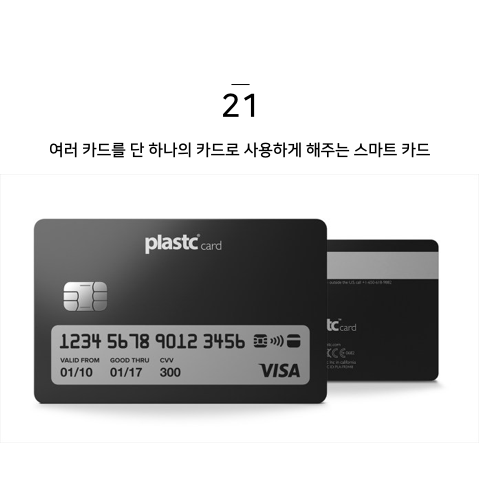 21
여러 카드를 단 하나의 카드로 사용하게 해주는 스마트 카드
plastc® card
1234 5678 9012 3456
VALID FROM GOOD THRU CVV
01/10 01/17 300
VISA
tc® card